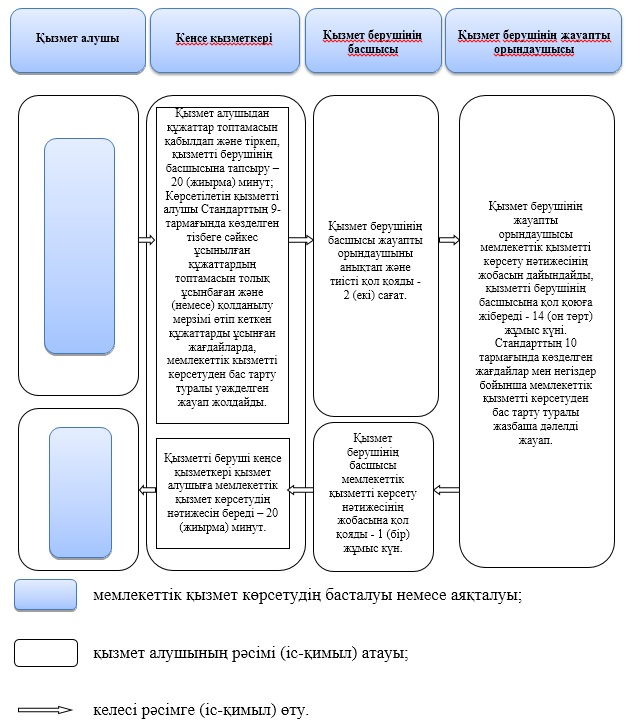 Қызмет алушы
Кеңсе қызметкері
Қызмет берушінің
басшысы
Қызмет берушінің жауапты
орындаушысы
Қызмет алушыдан
құжаттар топтамасын
қабылдап және тіркеп,
қызметті берушінің
басшысына тапсыру –
20 (жиырма) минут;
Көрсетілетін қызметті
алушы Стандарттың 9-
тармағында көзделген
тізбеге сәйкес
ұсынылған
құжаттардың
топтамасын толық
ұсынбаған және
(немесе) қолданылу
мерзімі өтіп кеткен
құжаттарды ұсынған
жағдайларда,
мемлекеттік қызметті
көрсетуден бас тарту
туралы уәжделген
жауап жолдайды.
Қызмет берушінің
басшысы жауапты
орындаушыны
анықтап және
тиісті қол қояды -
2 (екі) сағат.
Қызмет берушінің
жауапты
орындаушысы
мемлекеттік қызметті
көрсету нәтижесінің
жобасын дайындайды,
қызметті берушінің
басшысына қол қоюға
жібереді - 14 (он төрт)
жұмыс күні.
Стандарттың 10
тармағында көзделген
жағдайлар мен негіздер
бойынша мемлекеттік
қызметті көрсетуден
бас тарту туралы
жазбаша дәлелді
жауап.
Қызметті беруші кеңсе
қызметкері қызмет
алушыға мемлекеттік
қызмет көрсетудің
нәтижесін береді – 20
(жиырма) минут.
Қызмет
берушінің
басшысы
мемлекеттік
қызметті көрсету
нәтижесінің
жобасына қол
қояды - 1 (бір)
жұмыс күн.
мемлекеттік қызмет көрсетудің басталуы немесе аяқталуы;
қызмет алушының рәсімі (іс-қимыл) атауы;
келесі рәсімге (іс-қимыл) өту.